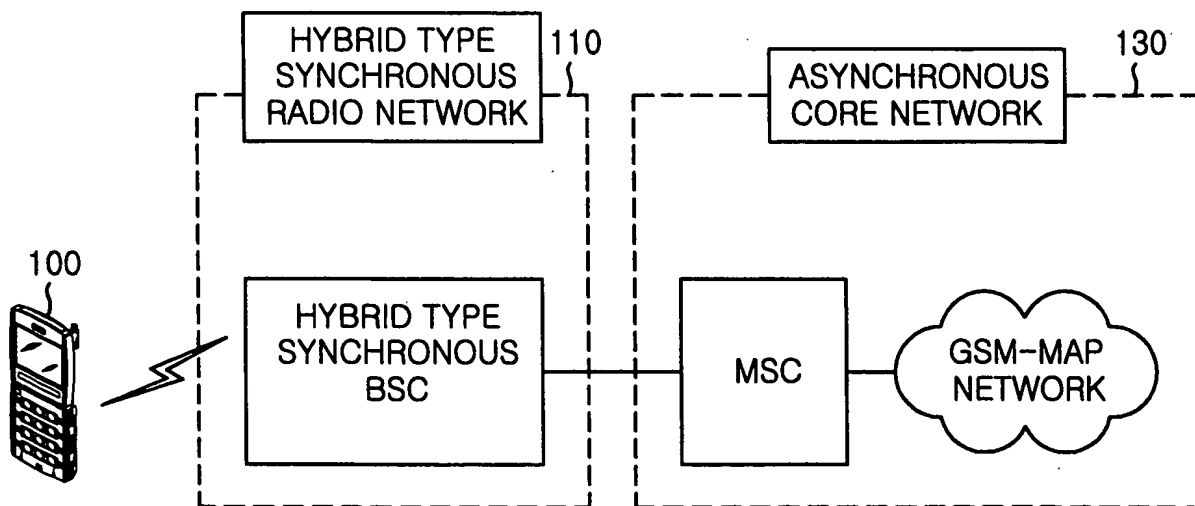 HYBRID TYPE
SYNCHRONOUS
RADIO NETWORK
110
ASYNCHRONOUS
CORE NETWORK
130
100
HYBRID TYPE
SYNCHRONOUS
BSC
MSC
GSM-MAP
NETWORK